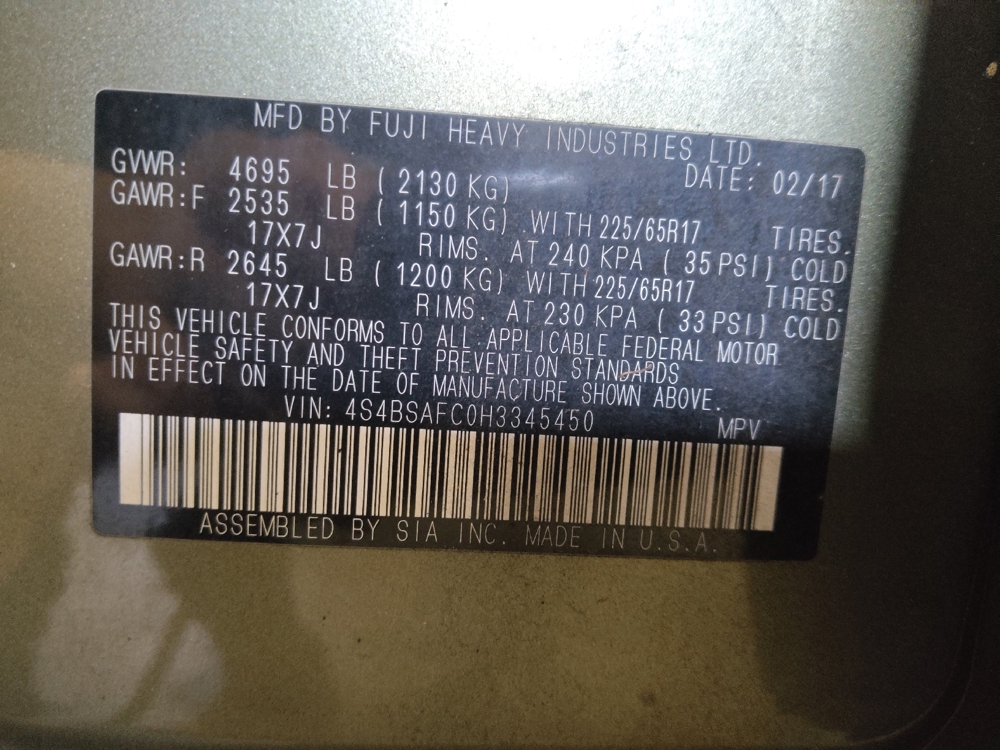 MFD BY FUJI HEAVY INDUSTRIES LTD.
GVWR: 4695 LB ( 2130 KG) DATE: 02/17
GAWR:F 2535 LB ( 1150 KG) WITH 225/65R17 TIRES.
17X7J RIMS. AT 240 KPA ( 35 PSI) COLD
GAWR:R 2645 LB ( 1200 KG) WITH 225/65R17 TIRES.
17X7J RIMS. AT 230 KPA ( 33 PSI) COLD
THIS VEHICLE CONFORMS TO ALL APPLICABLE FEDERAL MOTOR
VEHICLE SAFETY AND THEFT PREVENTION STANDARDS
IN EFFECT ON THE DATE OF MANUFACTURE SHOWN ABOVE.
VIN: 4S4BSAFC0H3345450 MPV
ASSEMBLED BY SIA INC. MADE IN U.S.A.